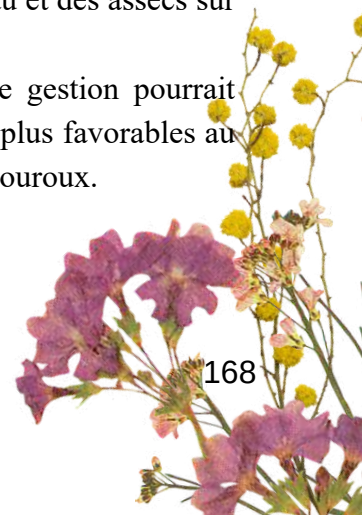 u et des assecs sur
e gestion pourrait
plus favorables au
ouroux.
168